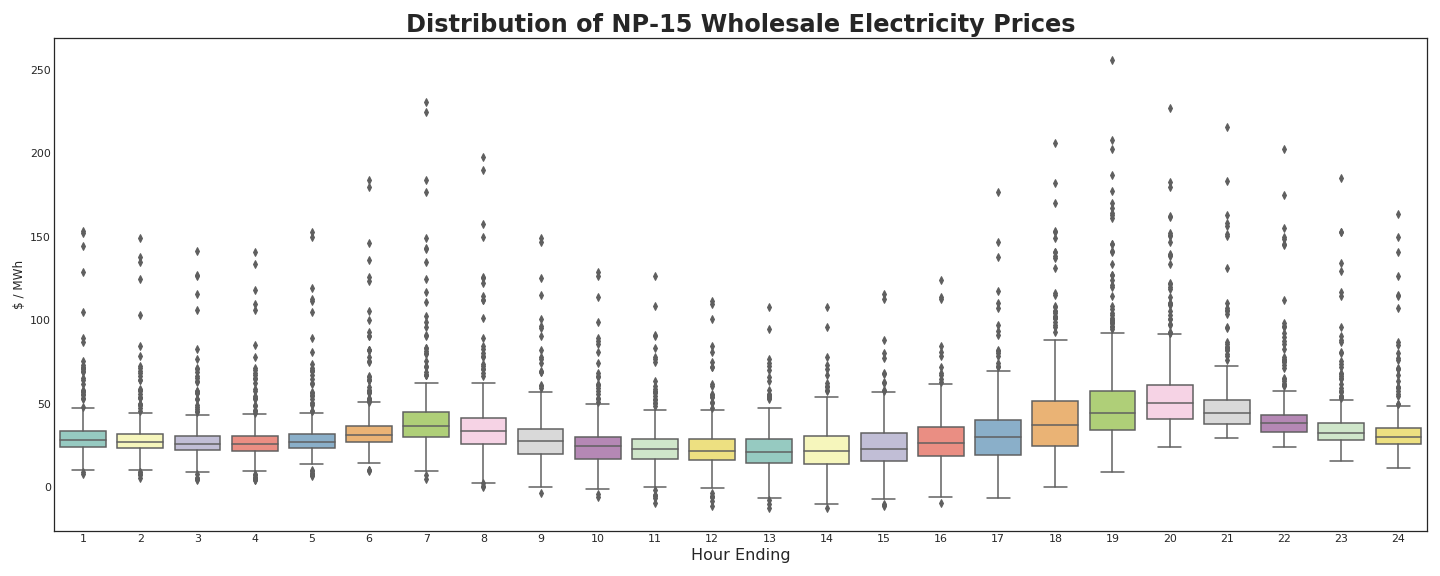 Distribution of NP-15 Wholesale Electricity Prices
250
200
150
100
50
0
$ / MWh
1 2 3 4 5 6 7 8 9 10 11 12 13 14 15 16 17 18 19 20 21 22 23 24
Hour Ending